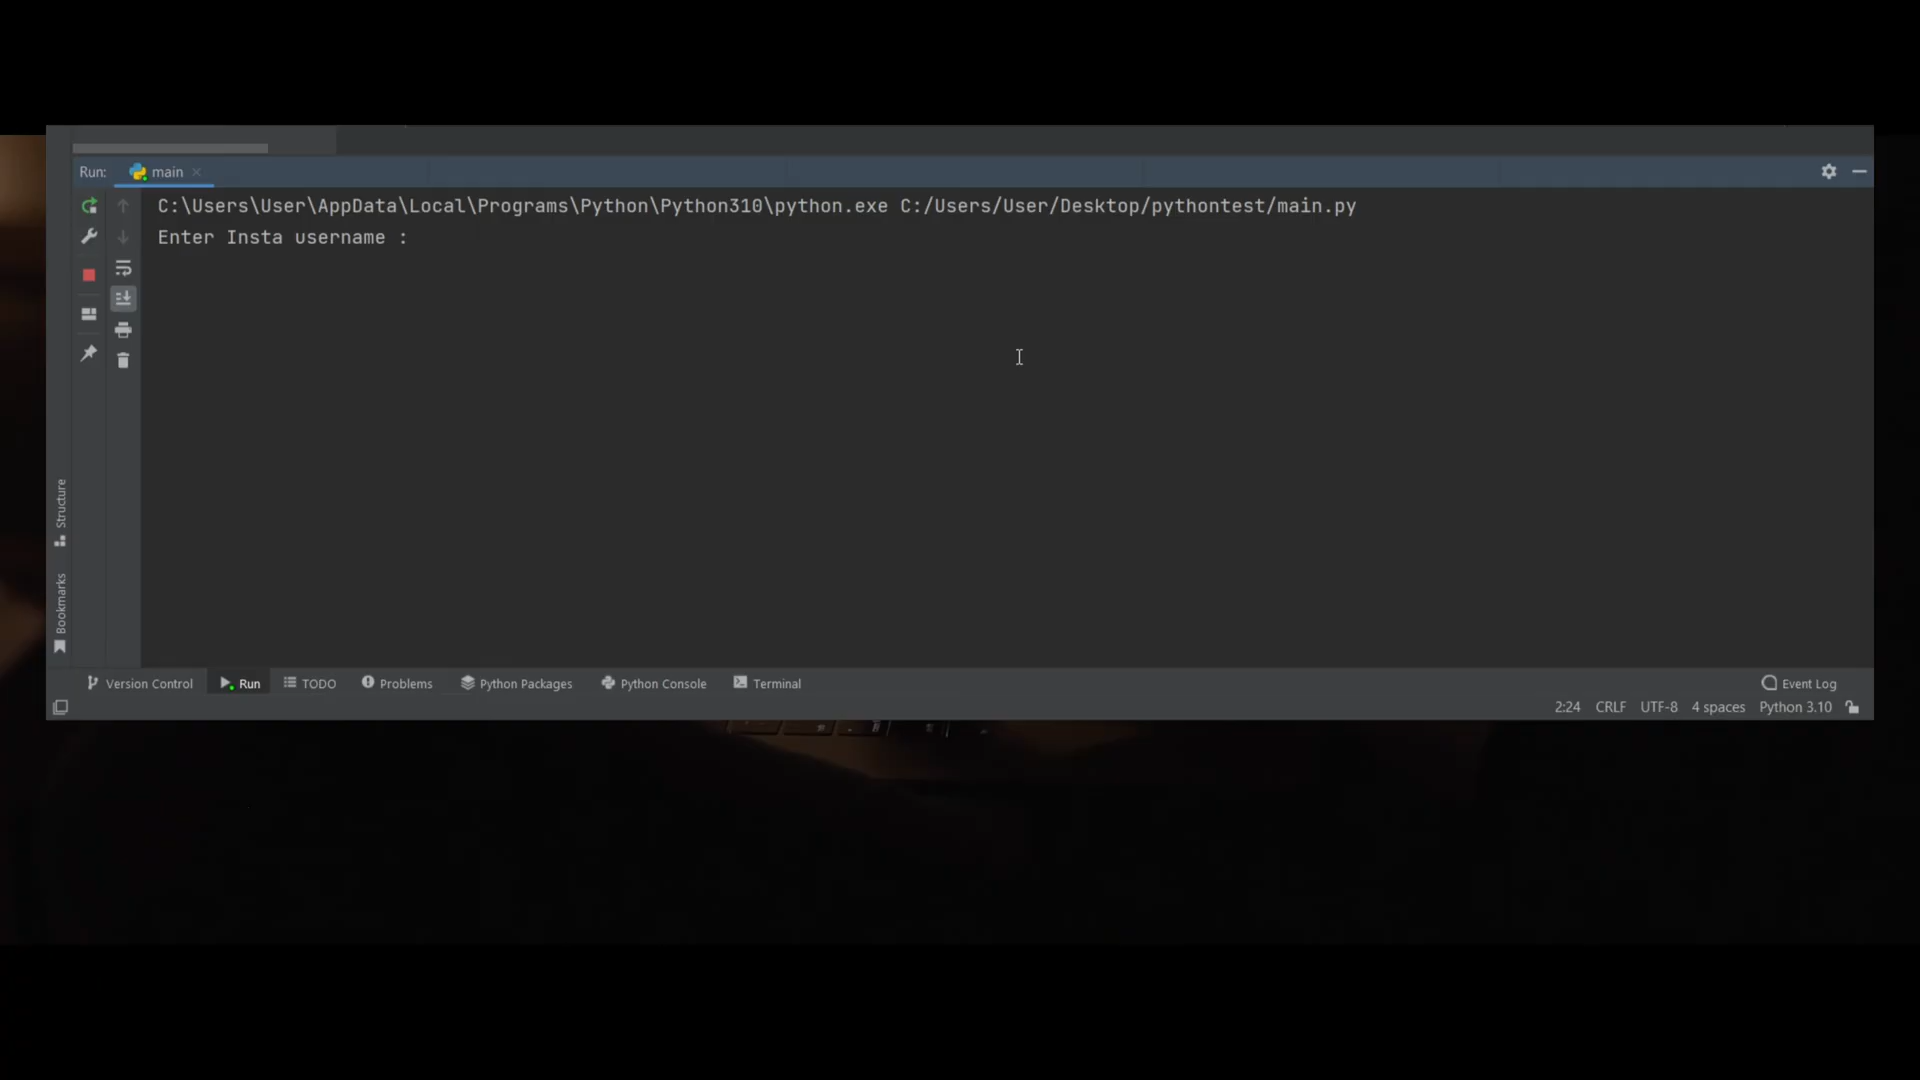 Run: main
C:\Users\User\AppData\Local\Programs\Python\Python310\python.exe C:/Users/User/Desktop/pythontest/main.py
Enter Insta username :
Structure
Bookmarks
Version Control Run TODO Problems Python Packages Python Console Terminal Event Log
2:24 CRLF UTF-8 4 spaces Python 3.10